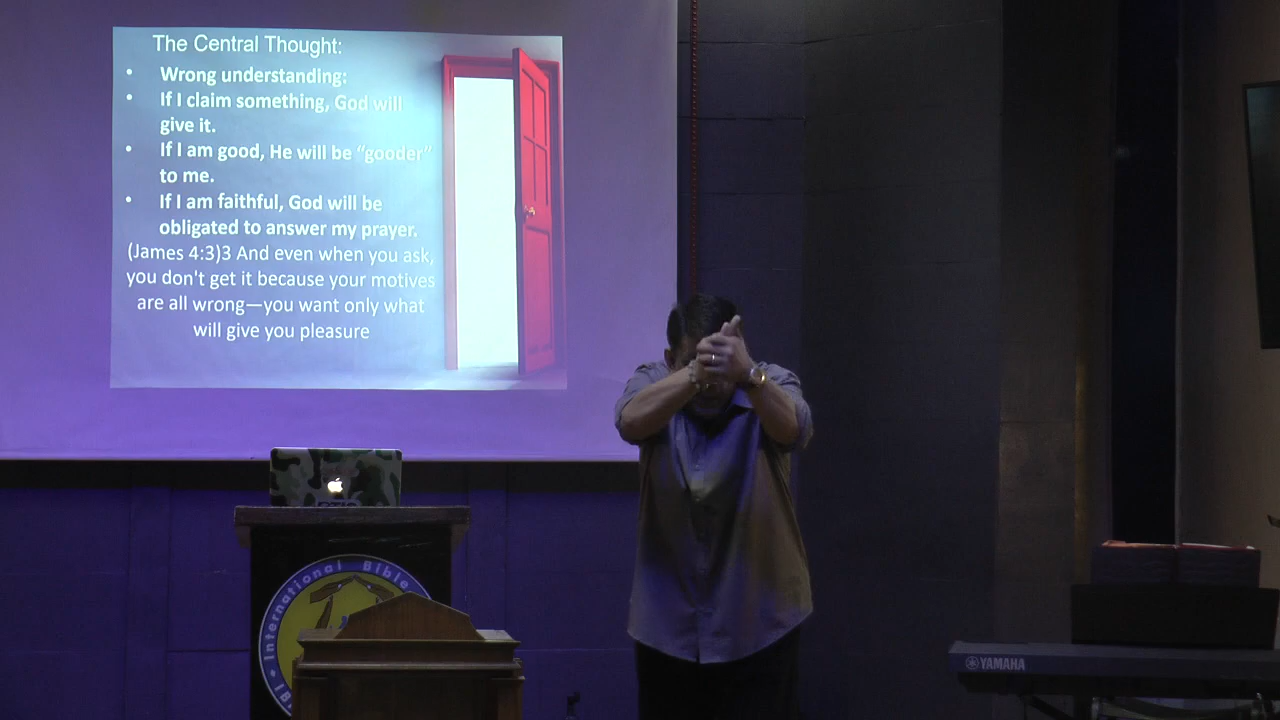 The Central Thought:
• Wrong understanding:
• If I claim something, God will
give it.
• If I am good, He will be “gooder”
to me.
• If I am faithful, God will be
obligated to answer my prayer.
(James 4:3)3 And even when you ask,
you don't get it because your motives
are all wrong—you want only what
will give you pleasure
International Bible
YAMAHA